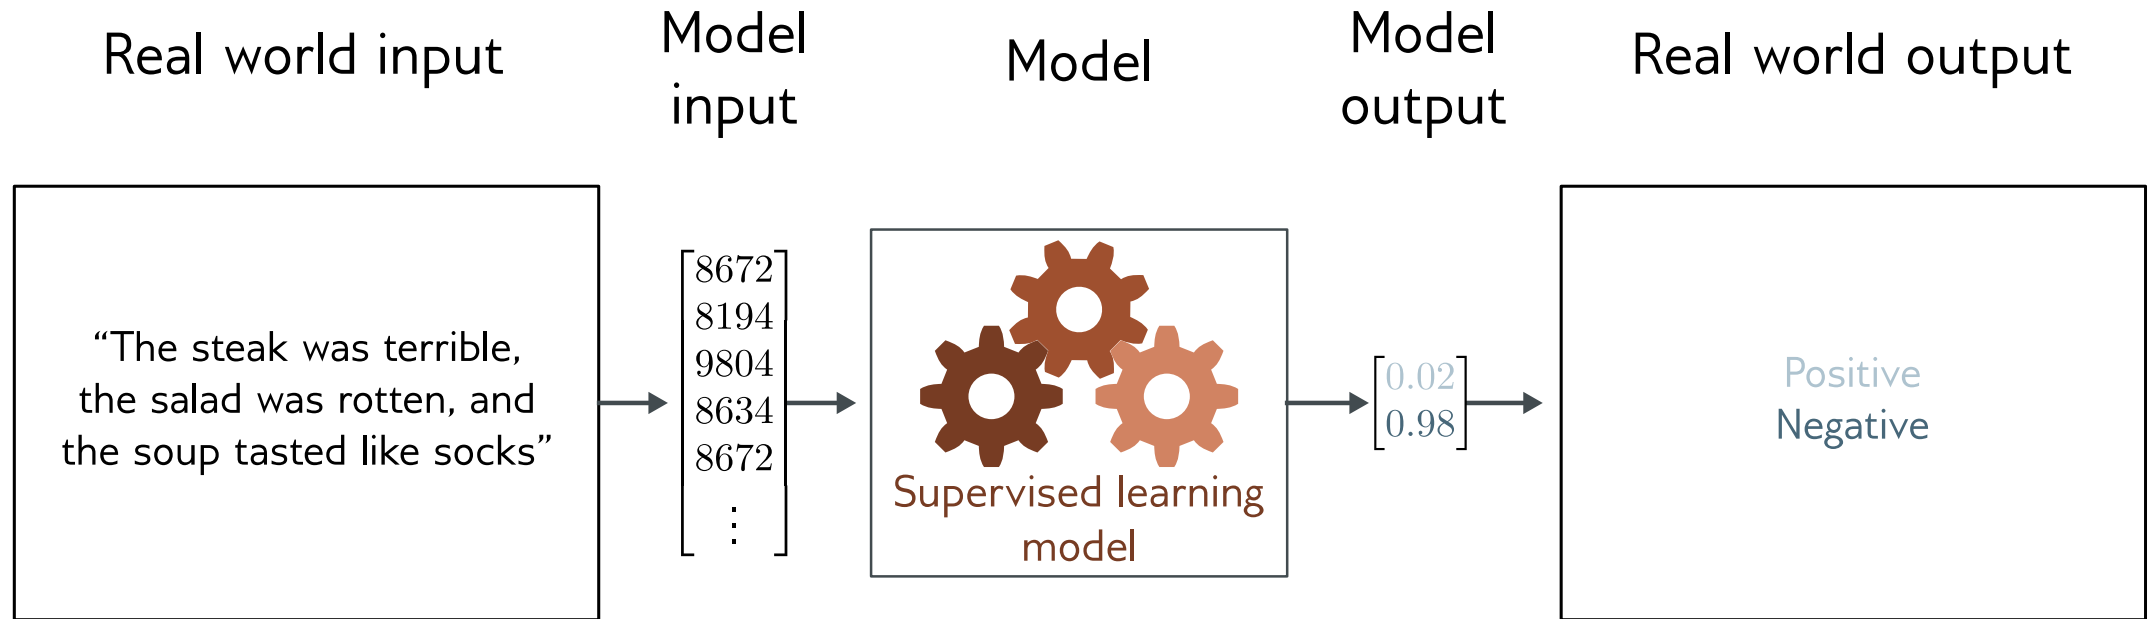 Real world input
Model
input
Model
Model
output
Real world output
“The steak was terrible,
the salad was rotten, and
the soup tasted like socks”
8672
8194
9804
8634
8672
⋮
Supervised learning
model
0.02
0.98
Positive
Negative